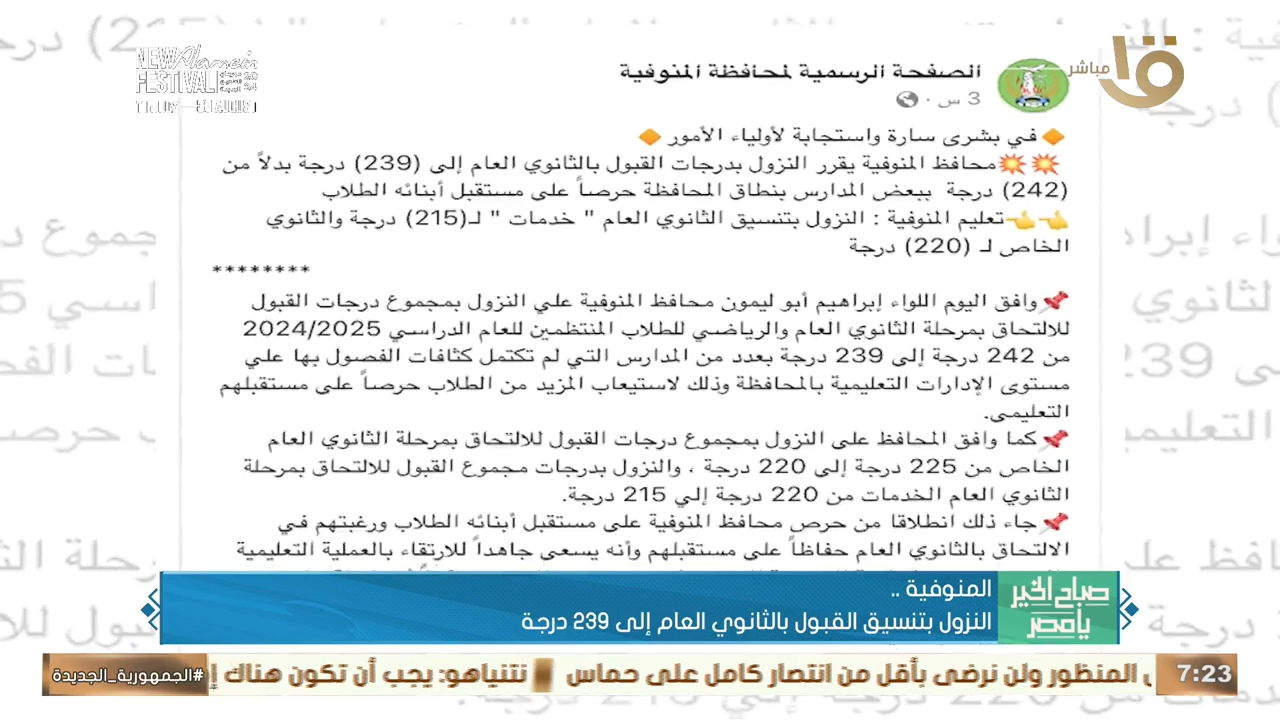 NEW Alamein
FESTIVAL
مباشر
الصفحة الرسمية لمحافظة المنوفية
3 س ·
🔸في بشرى سارة واستجابة لأولياء الأمور 🔸
💥💥محافظ المنوفية يقرر النزول بدرجات القبول بالثانوي العام إلى (239) درجة بدلاً من
(242) درجة ببعض المدارس بنطاق المحافظة حرصاً على مستقبل أبنائه الطلاب
👈👈تعليم المنوفية : النزول بتنسيق الثانوي العام " خدمات " لـ(215) درجة والثانوي
الخاص لـ (220) درجة
********
📌وافق اليوم اللواء إبراهيم أبو ليمون محافظ المنوفية علي النزول بمجموع درجات القبول
للالتحاق بمرحلة الثانوي العام والرياضي للطلاب المنتظمين للعام الدراسي 2024/2025
من 242 درجة إلى 239 درجة بعدد من المدارس التي لم تكتمل كثافات الفصول بها علي
مستوى الإدارات التعليمية بالمحافظة وذلك لاستيعاب المزيد من الطلاب حرصاً على مستقبلهم
التعليمى.
📌كما وافق المحافظ على النزول بمجموع درجات القبول للالتحاق بمرحلة الثانوي العام
الخاص من 225 درجة إلى 220 درجة ، والنزول بدرجات مجموع القبول للالتحاق بمرحلة
الثانوي العام الخدمات من 220 درجة إلي 215 درجة.
📌جاء ذلك انطلاقا من حرص محافظ المنوفية على مستقبل أبنائه الطلاب ورغبتهم في
الالتحاق بالثانوي العام حفاظاً على مستقبلهم وأنه يسعى جاهداً للارتقاء بالعملية التعليمية
صباح الخير
يا مصر
المنوفية ..
النزول بتنسيق القبول بالثانوي العام إلى 239 درجة
7:23
المنظور ولن نرضى بأقل من انتصار كامل على حماس
نتنياهو: يجب أن تكون هناك
#الجمهورية_الجديدة